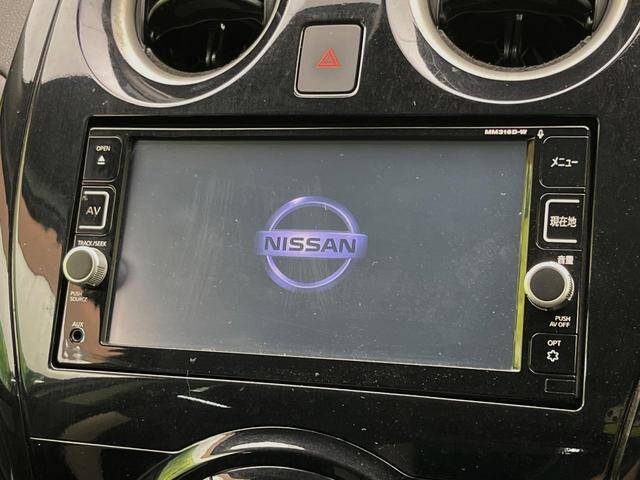 MM316D-W
OPEN
AV
TRACK/SEEK
PUSH
SOURCE
AUX
NISSAN
メニュー
現在地
音量
PUSH
AV OFF
OPT